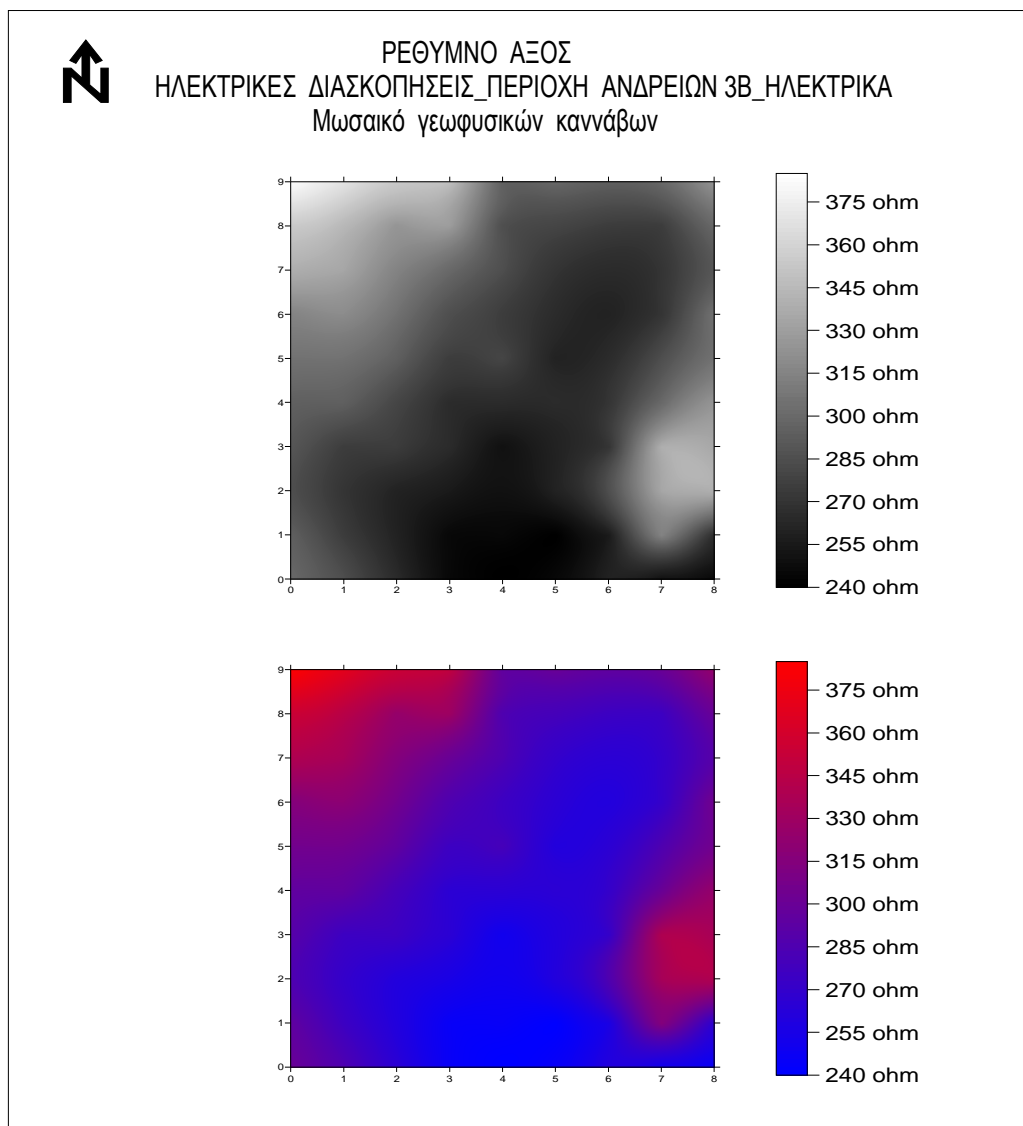 N
ΡΕΘΥΜΝΟ ΑΞΟΣ
ΗΛΕΚΤΡΙΚΕΣ ΔΙΑΣΚΟΠΗΣΕΙΣ_ΠΕΡΙΟΧΗ ΑΝΔΡΕΙΩΝ 3Β_ΗΛΕΚΤΡΙΚΑ
Μωσαικό γεωφυσικών καννάβων
9
8
7
6
5
4
3
2
1
0
0 1 2 3 4 5 6 7 8
375 ohm
360 ohm
345 ohm
330 ohm
315 ohm
300 ohm
285 ohm
270 ohm
255 ohm
240 ohm
9
8
7
6
5
4
3
2
1
0
0 1 2 3 4 5 6 7 8
375 ohm
360 ohm
345 ohm
330 ohm
315 ohm
300 ohm
285 ohm
270 ohm
255 ohm
240 ohm